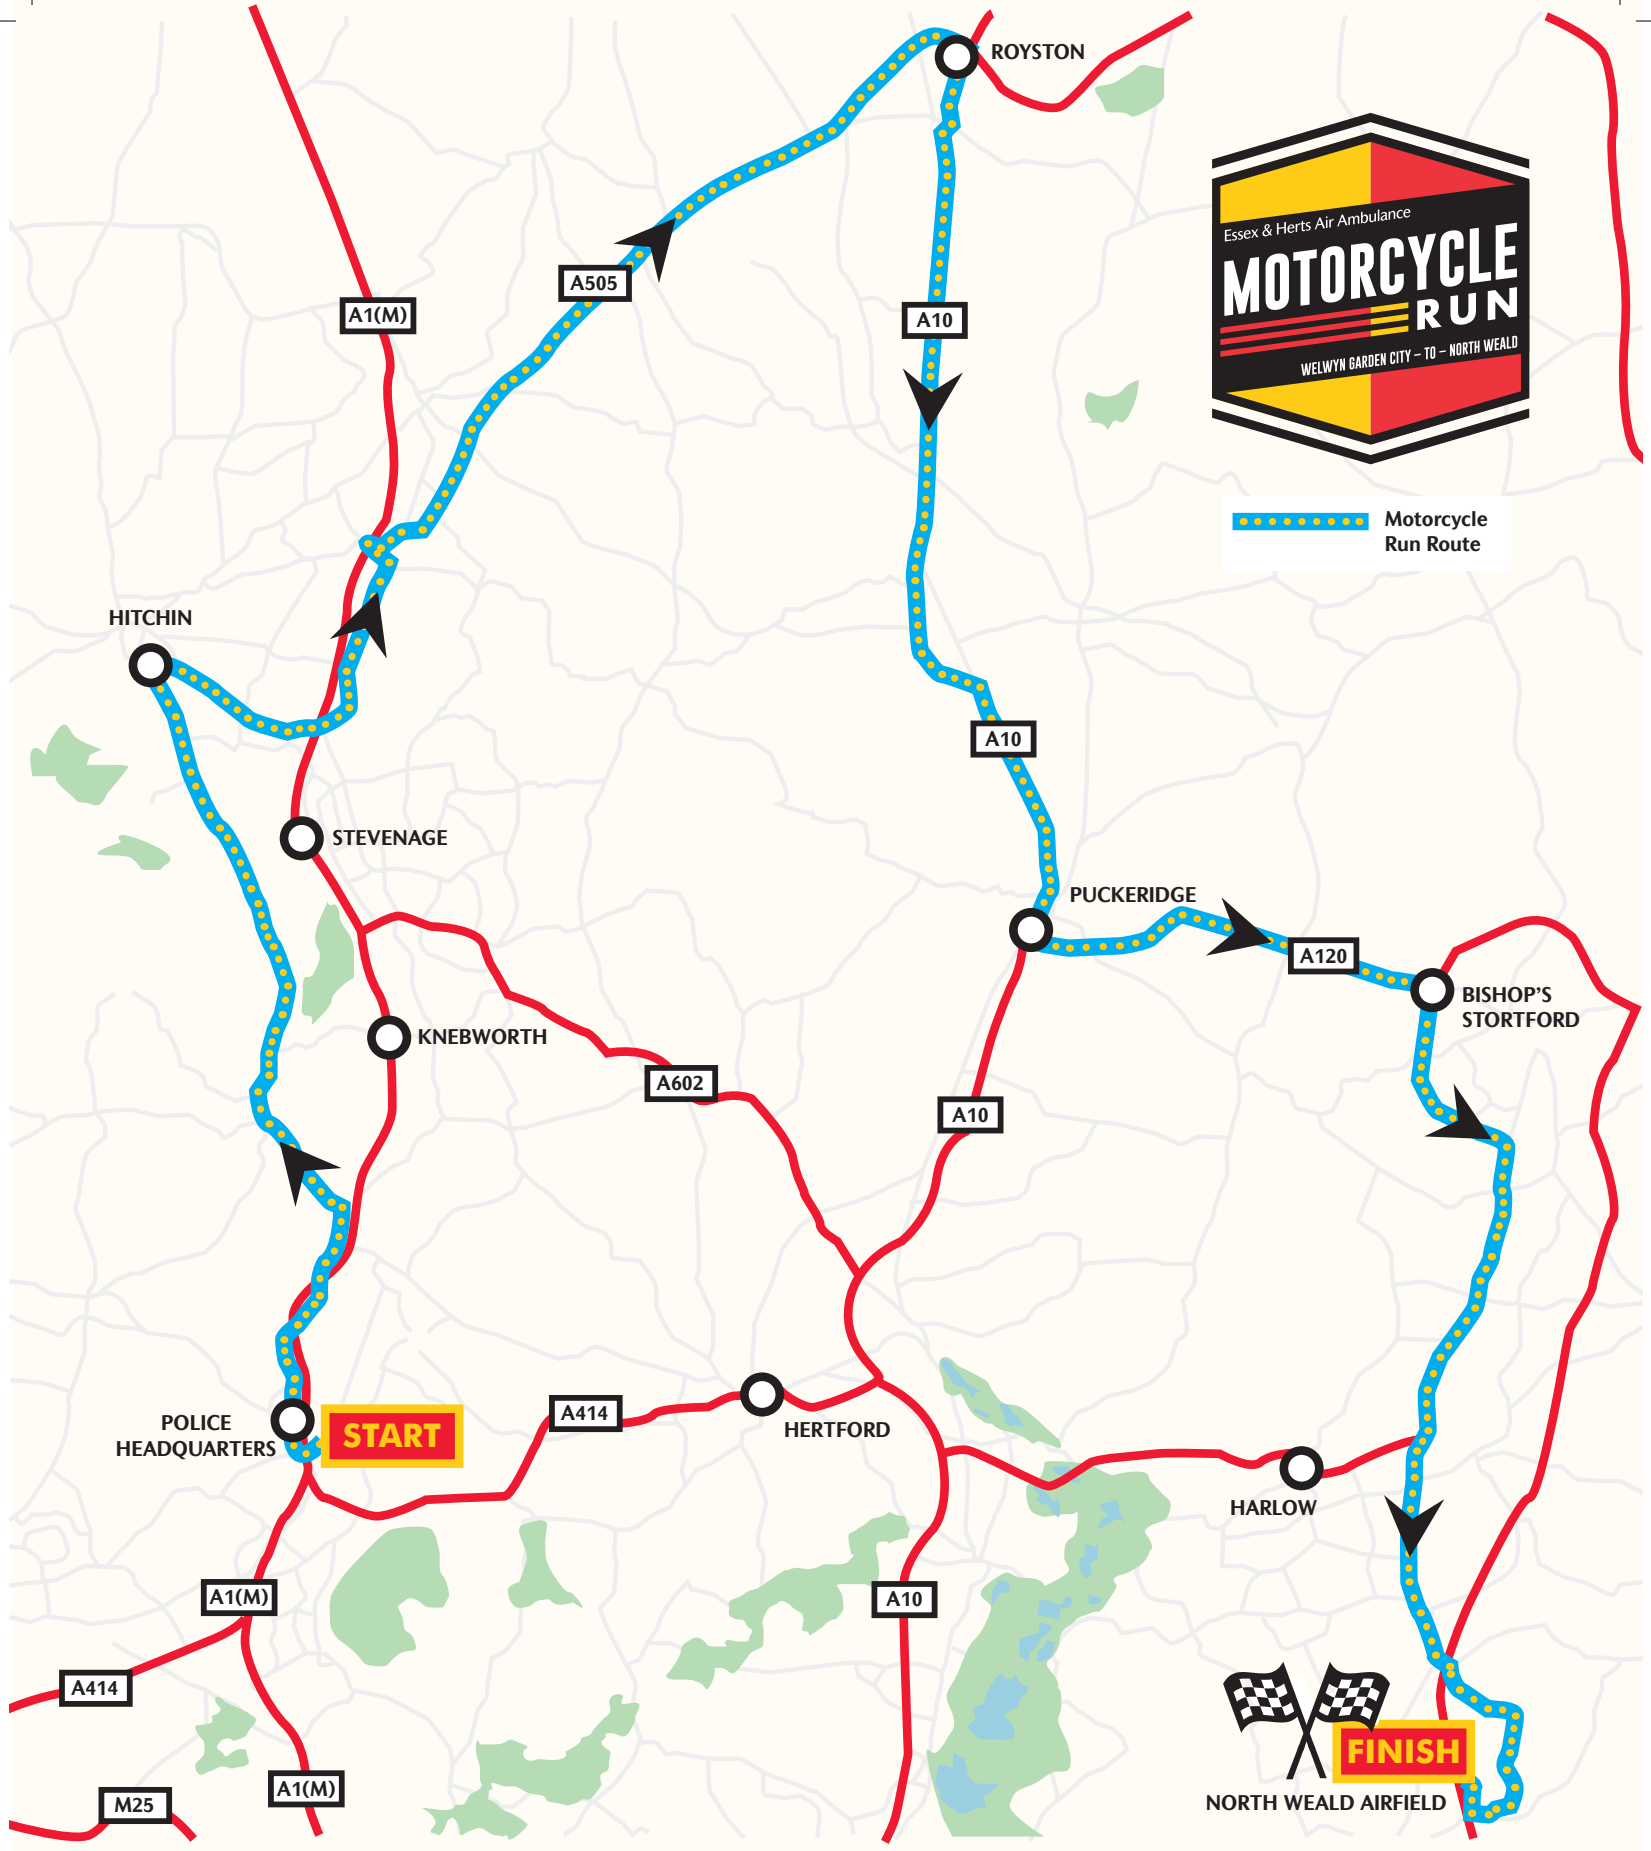 ROYSTON
Essex & Herts Air Ambulance
MOTORCYCLE
RUN
WELWYN GARDEN CITY – TO – NORTH WEALD
A505
A1(M)
A10
Motorcycle
Run Route
HITCHIN
A10
STEVENAGE
PUCKERIDGE
A120
BISHOP'S
STORTFORD
KNEBWORTH
A602
A10
POLICE
HEADQUARTERS
START
A414
HERTFORD
HARLOW
A1(M)
A10
A414
FINISH
NORTH WEALD AIRFIELD
A1(M)
M25